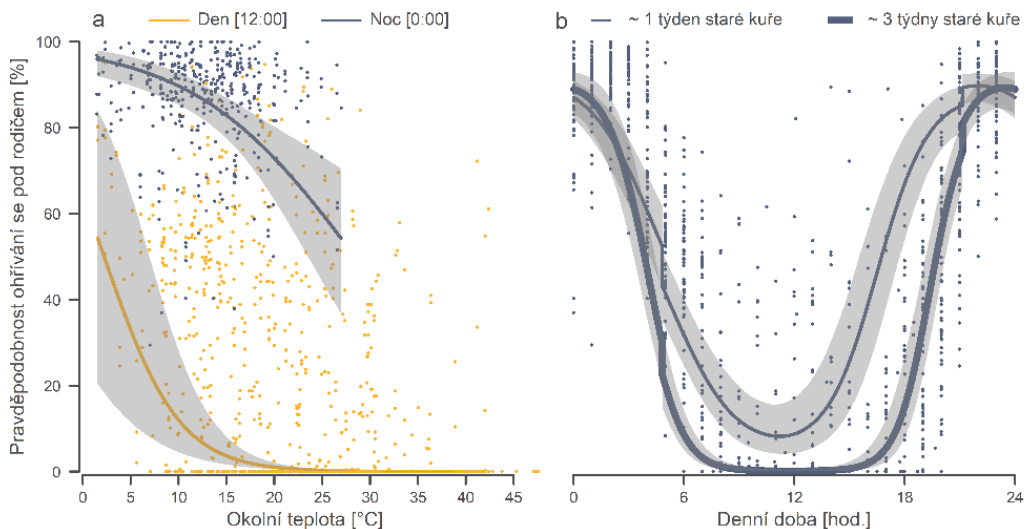 a
Den [12:00]
Noc [0:00]
b
~ 1 týden staré kuře
~ 3 týdny staré kuře
Pravděpodobnost ohřívání se pod rodičem [%]
100
80
60
40
20
0
0 5 10 15 20 25 30 35 40 45
Okolní teplota [°C]
0 6 12 18 24
Denní doba [hod.]